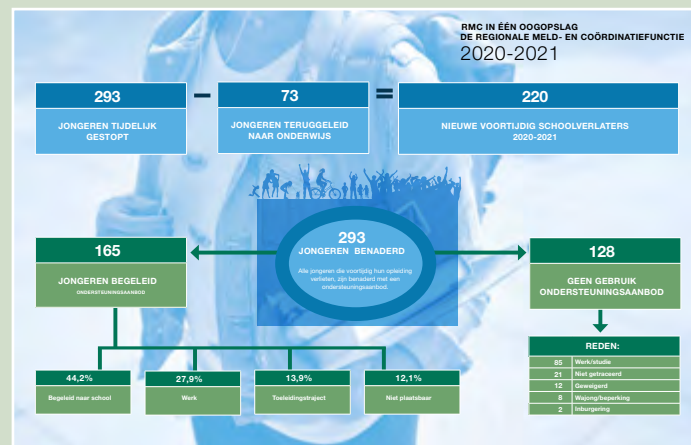 RMC IN ÉÉN OOGOPSLAG
DE REGIONALE MELD- EN COÖRDINATIEFUNCTIE
2020-2021
293
JONGEREN TIJDELIJK
GESTOPT
–
73
JONGEREN TERUGGELEID
NAAR ONDERWIJS
=
220
NIEUWE VOORTIJDIG SCHOOLVERLATERS
2020-2021
293
JONGEREN BENADERD
Alle jongeren die voortijdig hun opleiding
verlieten, zijn benaderd met een
ondersteuningsaanbod.
165
JONGEREN BEGELEID
ONDERSTEUNINGSAANBOD
128
GEEN GEBRUIK
ONDERSTEUNINGSAANBOD
44,2%
Begeleid naar school
27,9%
Werk
13,9%
Toeleidingstraject
12,1%
Niet plaatsbaar
REDEN:
85 Werk/studie
21 Niet getraceerd
12 Geweigerd
8 Wajong/beperking
2 Inburgering